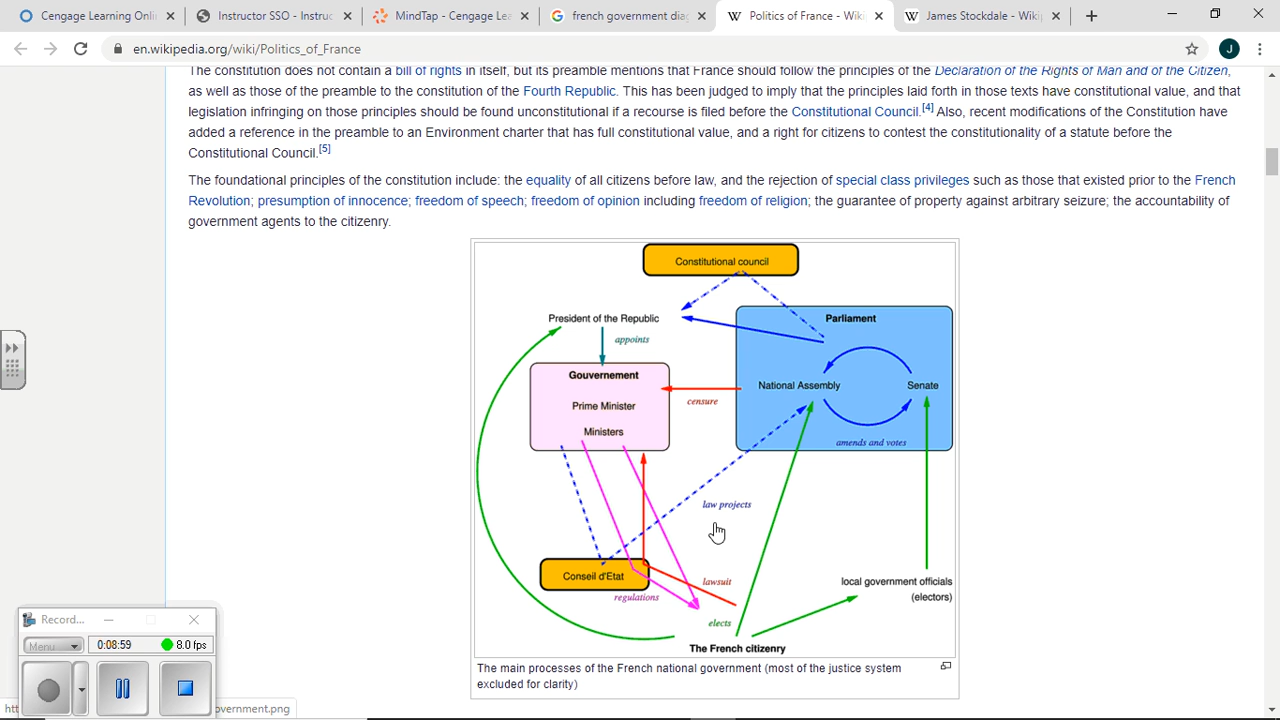 Cengage Learning Onli
Instructor SSO - Instruc
MindTap - Cengage Lea
french government dia
Politics of France - Wiki
James Stockdale - Wikip
en.wikipedia.org/wiki/Politics_of_France
J
The constitution does not contain a bill of rights in itself, but its preamble mentions that France should follow the principles of the Declaration of the Rights of Man and of the Citizen,
as well as those of the preamble to the constitution of the Fourth Republic. This has been judged to imply that the principles laid forth in those texts have constitutional value, and that
legislation infringing on those principles should be found unconstitutional if a recourse is filed before the Constitutional Council.[4] Also, recent modifications of the Constitution have
added a reference in the preamble to an Environment charter that has full constitutional value, and a right for citizens to contest the constitutionality of a statute before the
Constitutional Council.[5]
The foundational principles of the constitution include: the equality of all citizens before law, and the rejection of special class privileges such as those that existed prior to the French
Revolution; presumption of innocence; freedom of speech; freedom of opinion including freedom of religion; the guarantee of property against arbitrary seizure; the accountability of
government agents to the citizenry.
Constitutional council
President of the Republic
Parliament
appoints
Gouvernement
National Assembly
Senate
censure
Prime Minister
Ministers
amends and votes
law projects
Conseil d'Etat
lawsuit
local government officials
(electors)
regulations
elects
The French citizenry
The main processes of the French national government (most of the justice system
excluded for clarity)
Record...
Menu
0:08:59
8.0 fps
htt
overnment.png